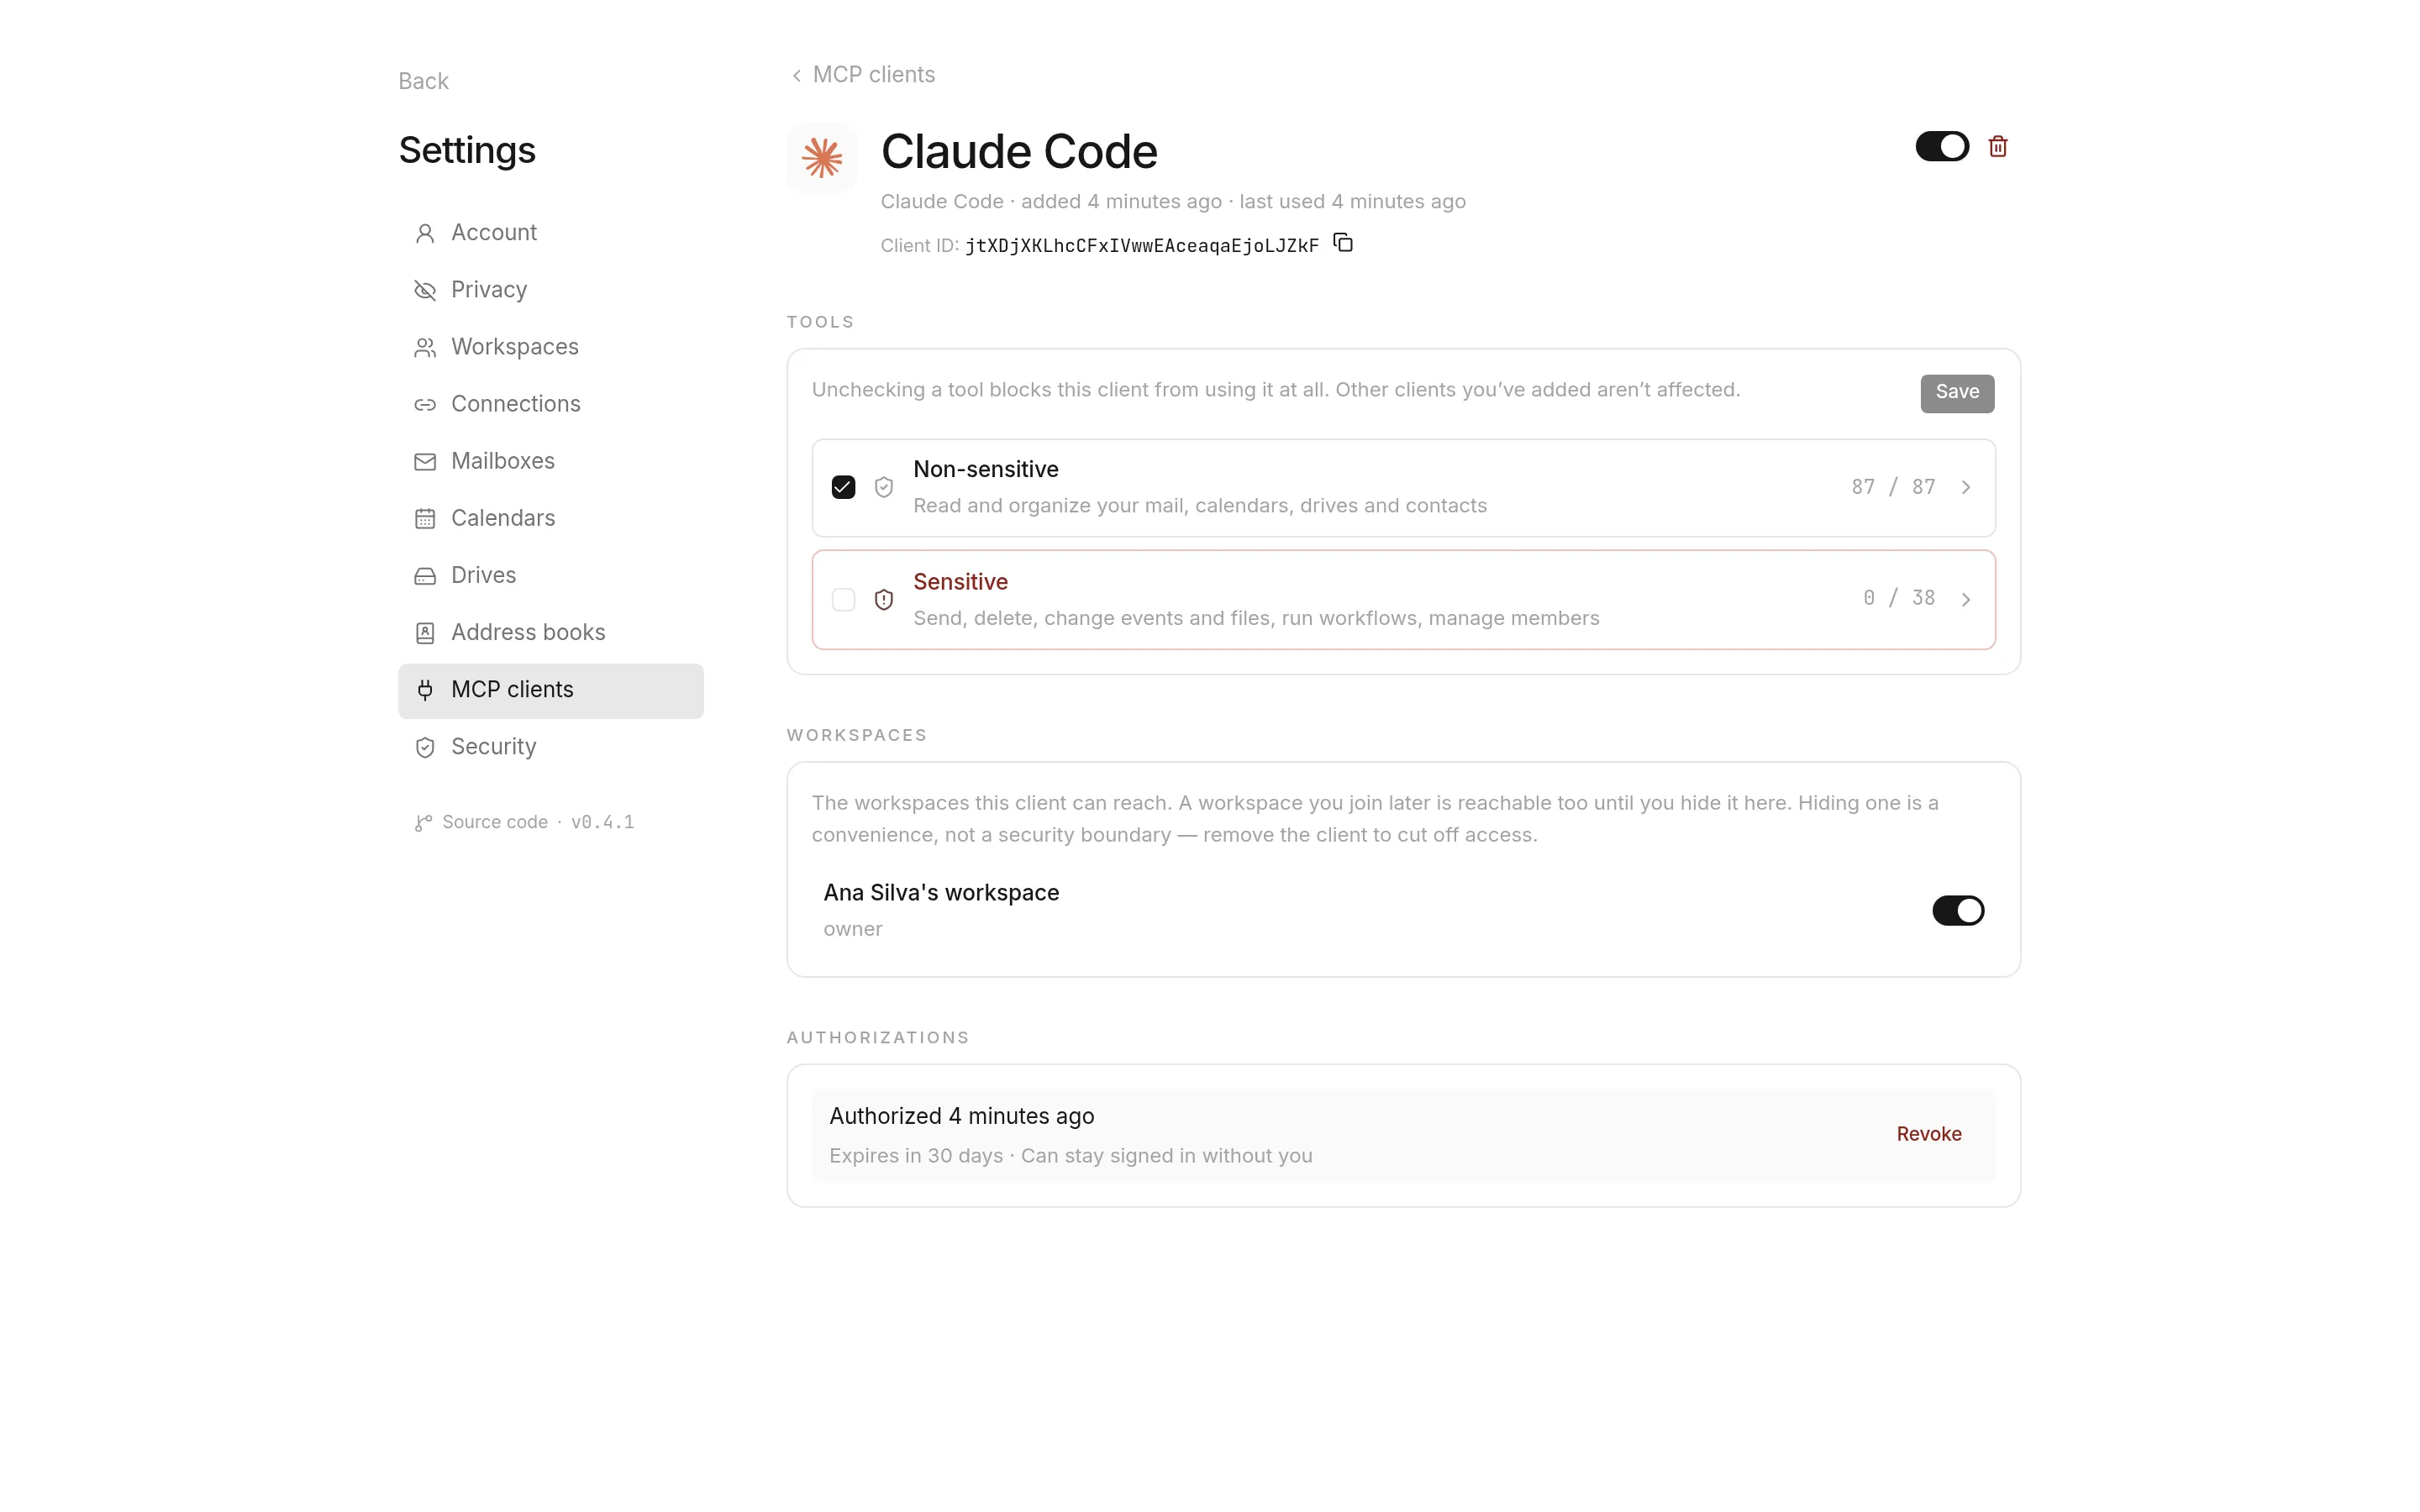 Back
Settings
Account
Privacy
Workspaces
Connections
Mailboxes
Calendars
Drives
Address books
MCP clients
Security
Source code · v0.4.1
MCP clients
Claude Code
Claude Code · added 4 minutes ago · last used 4 minutes ago
Client ID: jtXDjXKLhcCFxIVwwEAceaqaEjoLJZkF
TOOLS
Unchecking a tool blocks this client from using it at all. Other clients you’ve added aren’t affected.
Save
Non-sensitive
Read and organize your mail, calendars, drives and contacts
87 / 87
Sensitive
Send, delete, change events and files, run workflows, manage members
0 / 38
WORKSPACES
The workspaces this client can reach. A workspace you join later is reachable too until you hide it here. Hiding one is a
convenience, not a security boundary — remove the client to cut off access.
Ana Silva's workspace
owner
AUTHORIZATIONS
Authorized 4 minutes ago
Expires in 30 days · Can stay signed in without you
Revoke